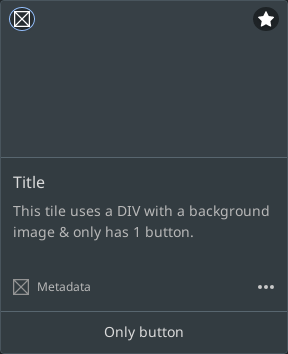 Title
This tile uses a DIV with a background
image & only has 1 button.
Metadata
Only button